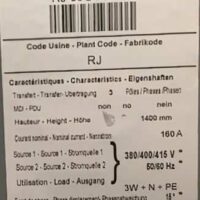 Code Usine - Plant Code - Fabrikode
RJ
Caractéristiques - Characteristics - Eigenshaften
Transfert - Transfer - Übertragung 3 Pôles / Phases (Phasen)
MDI - PDU non no nein
Hauteur - Height - Höhe 1400 mm
Courant nominal - Nominal current - Nennstrom 160 A
Source 1 - Source 1 - Stromquelle 1
Source 2 - Source 2 - Stromquelle 2
380/400/415 V
50/60 Hz
Utilisation - Load - Ausgang 3W + N + PE